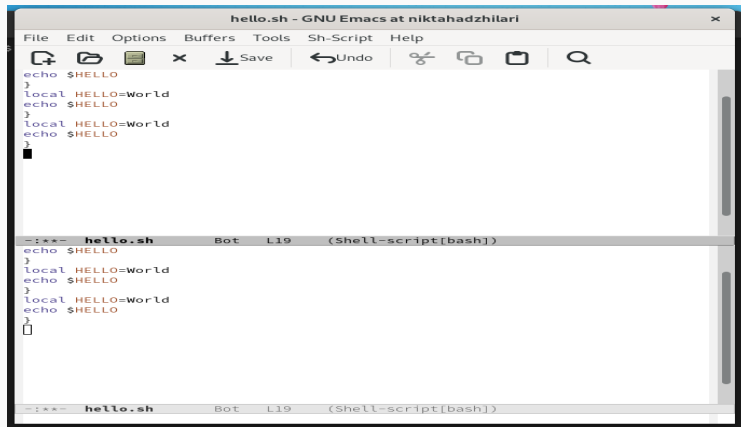 hello.sh - GNU Emacs at niktahadzhilari ×
File Edit Options Buffers Tools Sh-Script Help
Save Undo
echo $HELLO
}
local HELLO=World
echo $HELLO
}
local HELLO=World
echo $HELLO
}
-:**- hello.sh Bot L19 (Shell-script[bash])
echo $HELLO
}
local HELLO=World
echo $HELLO
}
local HELLO=World
echo $HELLO
}
-:**- hello.sh Bot L19 (Shell-script[bash])